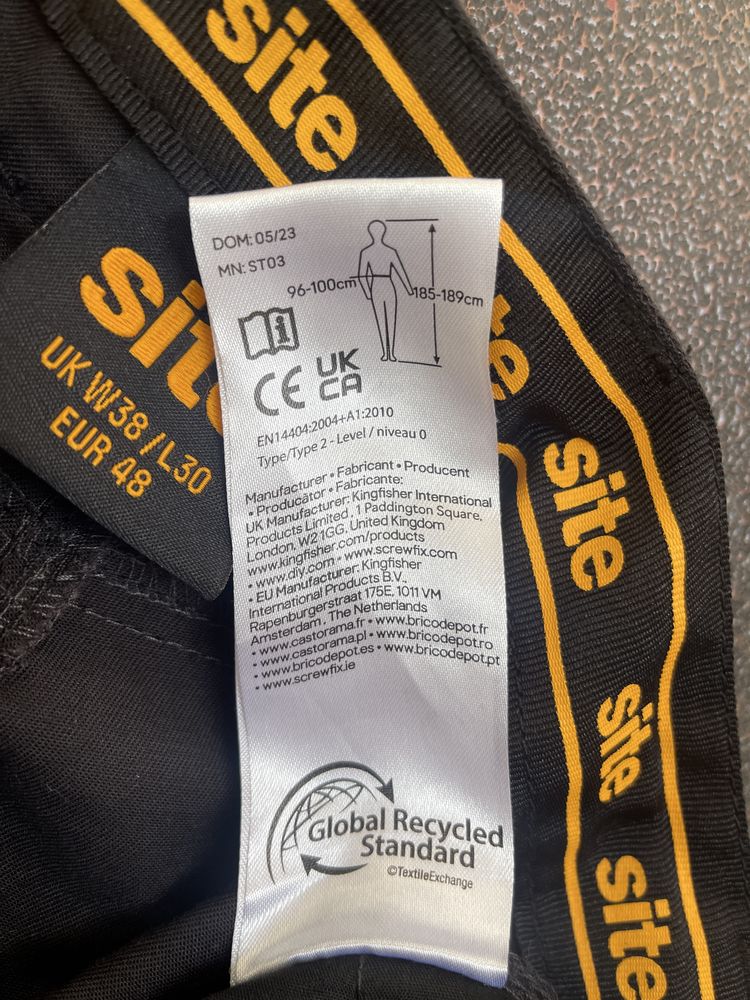 site
site
UK W38 / L30
EUR 48
DOM: 05/23
MN: ST03
96-100cm
185-189cm
i
CE UK
CA
EN14404:2004+A1:2010
Type/Type 2 - Level / niveau 0
Manufacturer • Fabricant • Producent
• Producător • Fabricante:
UK Manufacturer: Kingfisher International
Products Limited , 1 Paddington Square,
London, W2 1GG, United Kingdom
www.kingfisher.com/products
• www.diy.com • www.screwfix.com
• EU Manufacturer: Kingfisher
International Products B.V.,
Rapenburgerstraat 175E, 1011 VM
Amsterdam , The Netherlands
• www.castorama.fr • www.bricodepot.fr
• www.castorama.pl • www.bricodepot.ro
• www.bricodepot.es • www.bricodepot.pt
• www.screwfix.ie
Global Recycled
Standard
©TextileExchange
site
site
site
site